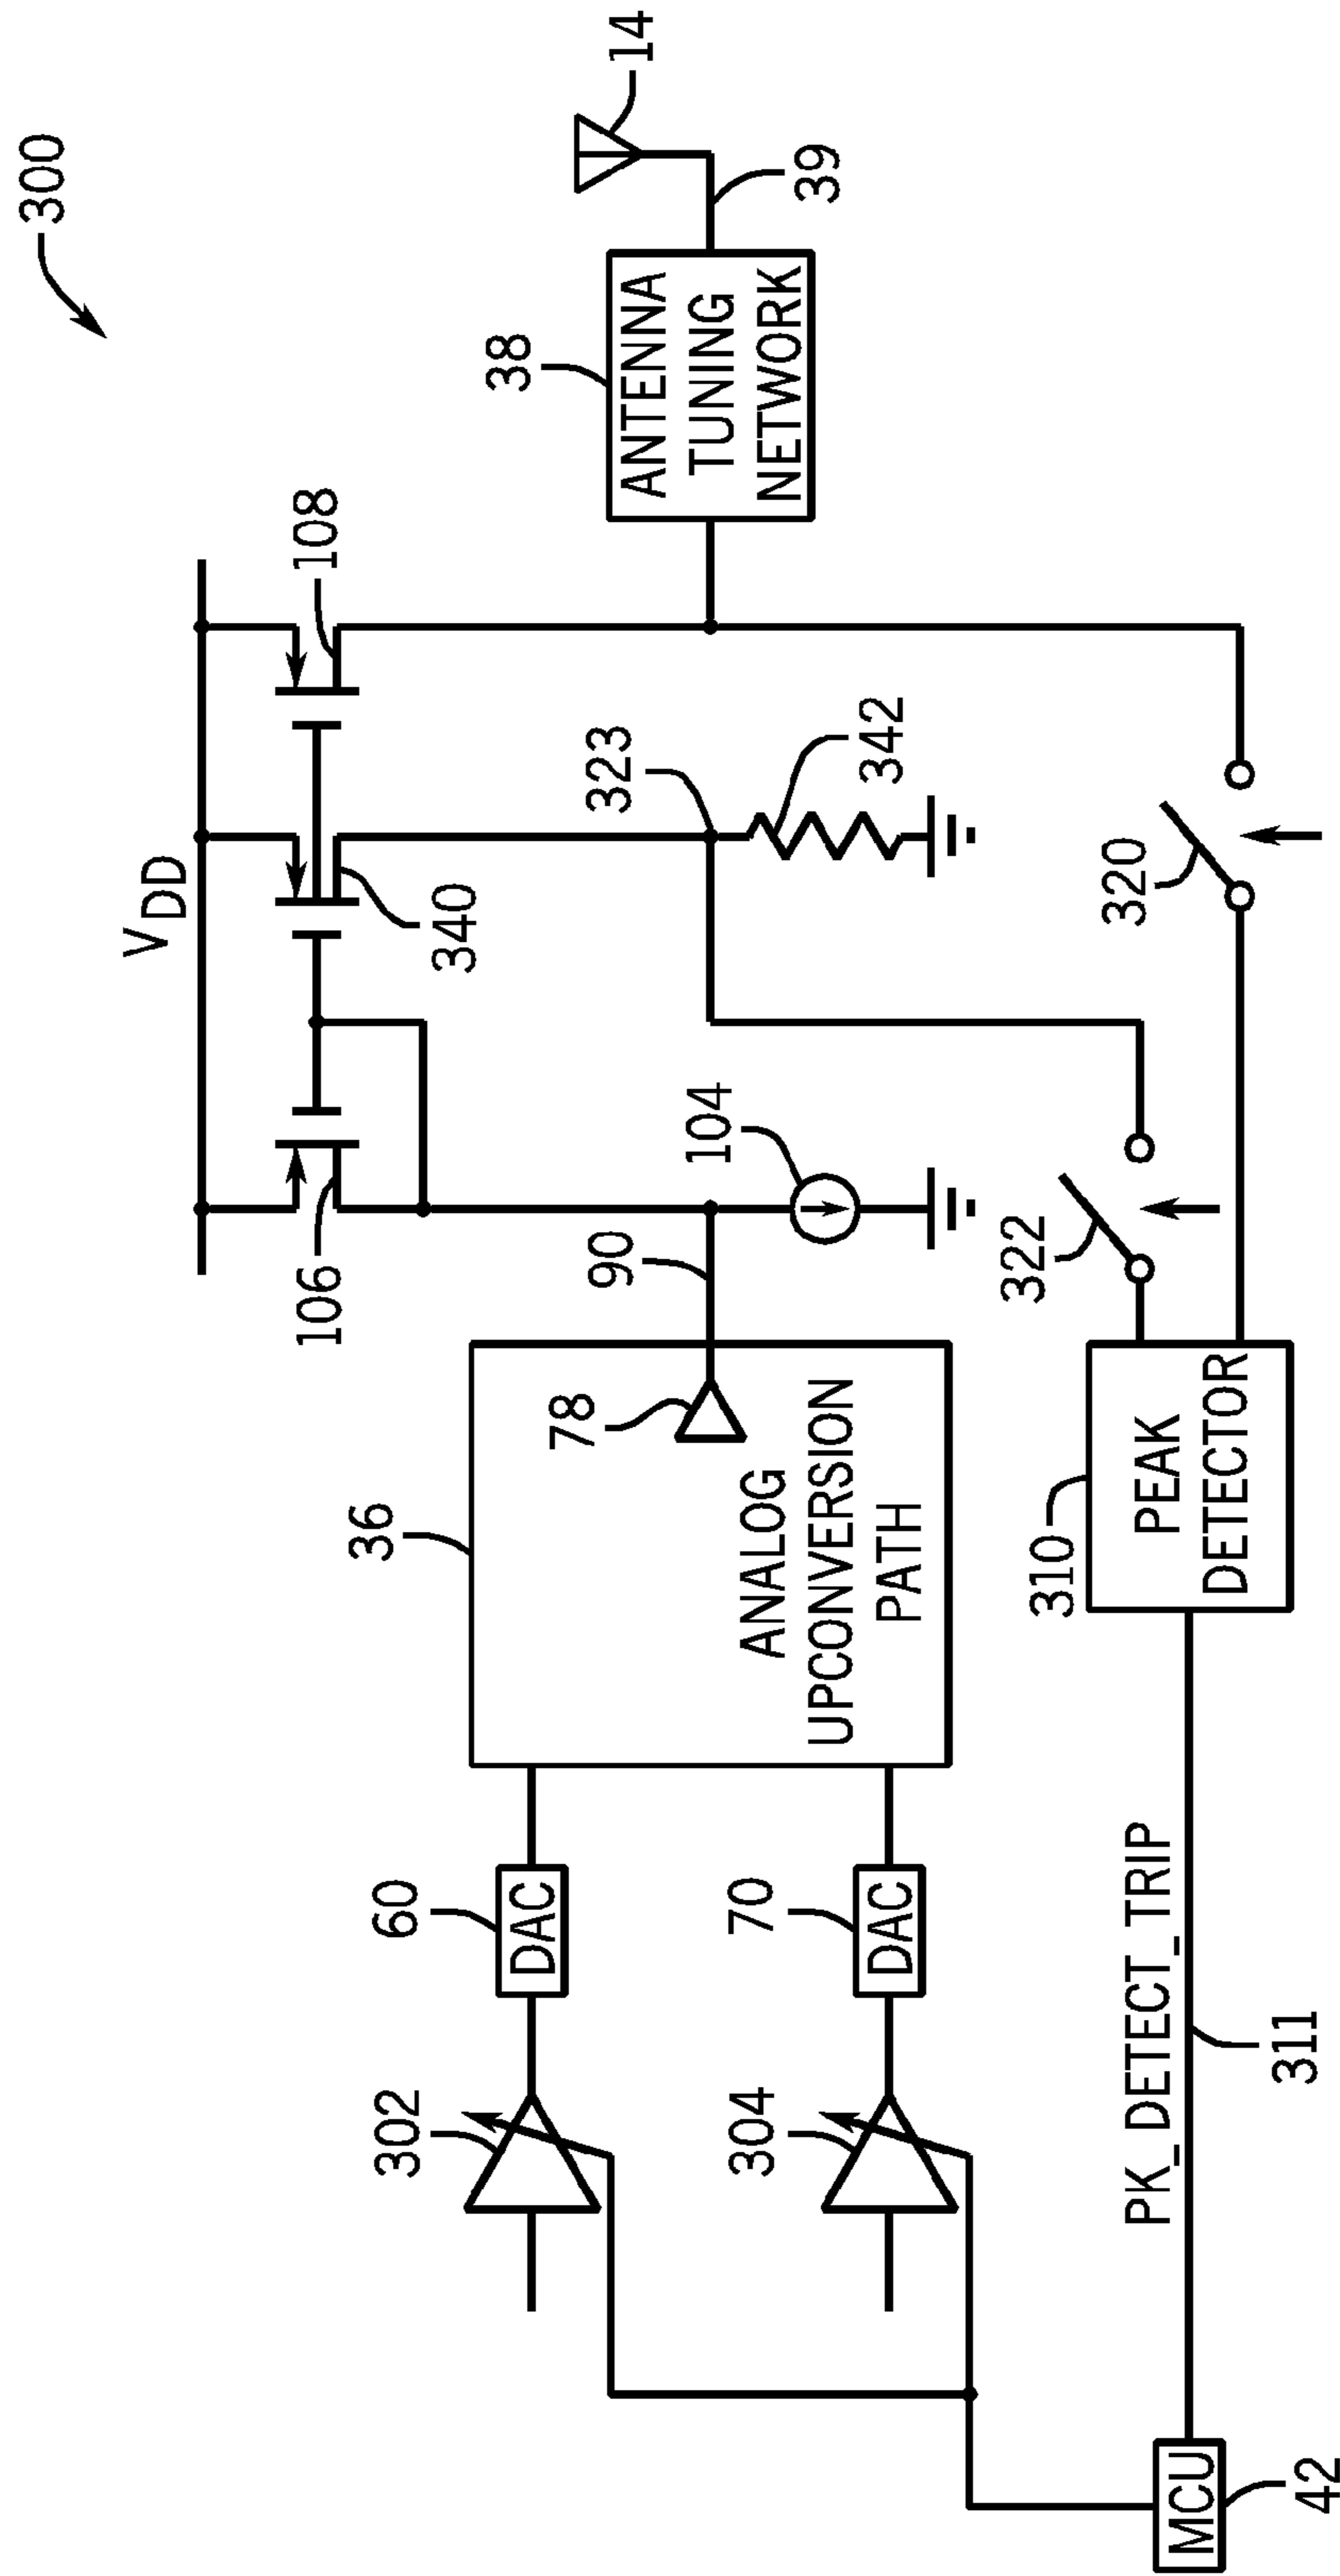 300
V DD
106
340
108
14
36
78
90
104
323
342
38
ANTENNA
TUNING
NETWORK
39
302
60
DAC
304
70
DAC
ANALOG
UPCONVERSION
PATH
322
320
310
PEAK
DETECTOR
PK_DETECT_TRIP
311
MCU
42